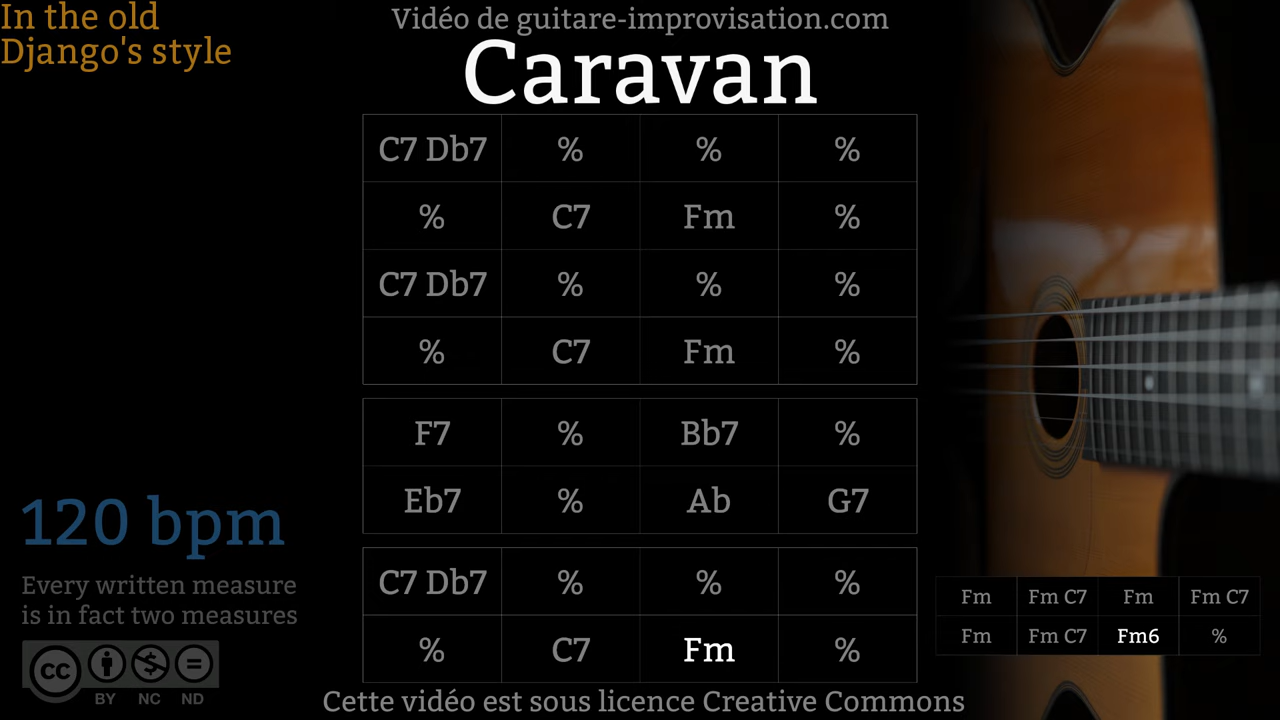 In the old
Django's style
Vidéo de guitare-improvisation.com
Caravan
C7 Db7 % % %
% C7 Fm %
C7 Db7 % % %
% C7 Fm %
F7 % Bb7 %
Eb7 % Ab G7
C7 Db7 % % %
% C7 Fm %
120 bpm
Every written measure
is in fact two measures
cc
BY NC ND
Fm Fm C7 Fm Fm C7
Fm Fm C7 Fm6 %
Cette vidéo est sous licence Creative Commons